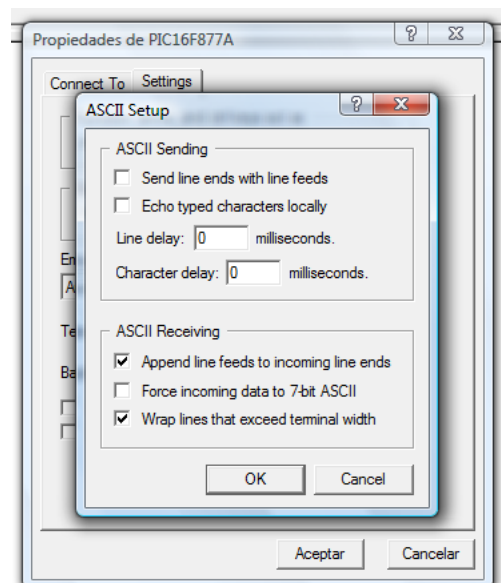 Propiedades de PIC16F877A
Connect To Settings
ASCII Setup
ASCII Sending
Send line ends with line feeds
Echo typed characters locally
Line delay: 0 milliseconds.
Character delay: 0 milliseconds.
ASCII Receiving
Append line feeds to incoming line ends
Force incoming data to 7-bit ASCII
Wrap lines that exceed terminal width
OK Cancel
Aceptar Cancelar